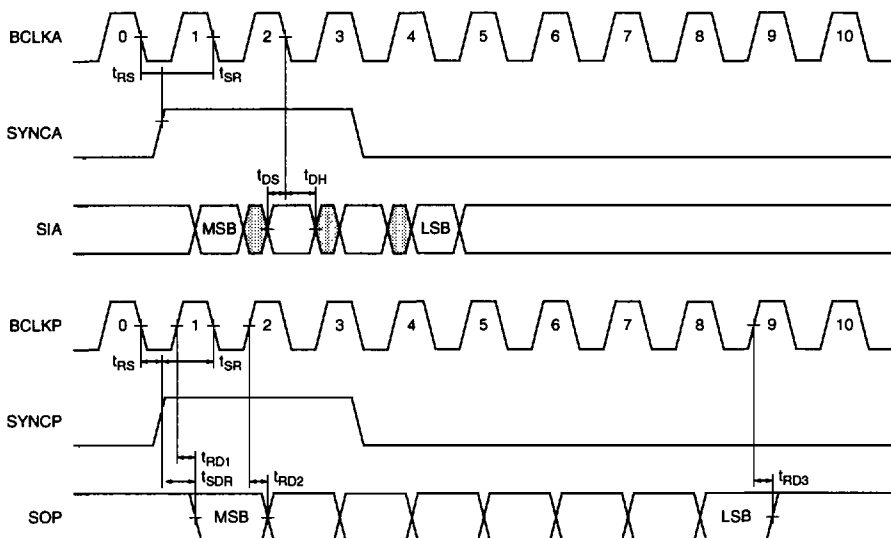 BCLKA 0 1 2 3 4 5 6 7 8 9 10
tRS tSR
SYNCA
tDS tDH
SIA MSB LSB
BCLKP 0 1 2 3 4 5 6 7 8 9 10
tRS tSR
SYNCP
tRD1
tSDR tRD2 tRD3
SOP MSB LSB